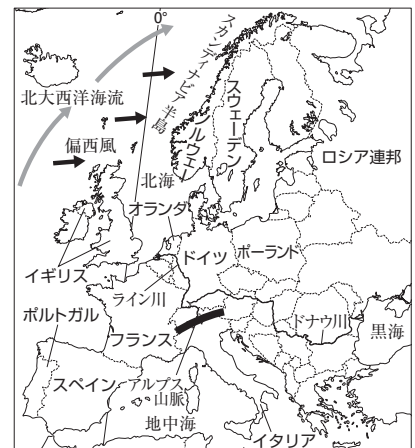 0°
スカンディナビア半島
北大西洋海流
偏西風
ノルウェー
スウェーデン
ロシア連邦
北海
オランダ
イギリス
ドイツ
ポーランド
ライン川
ポルトガル
フランス
ドナウ川
黒海
スペイン
アルプス
山脈
地中海
イタリア